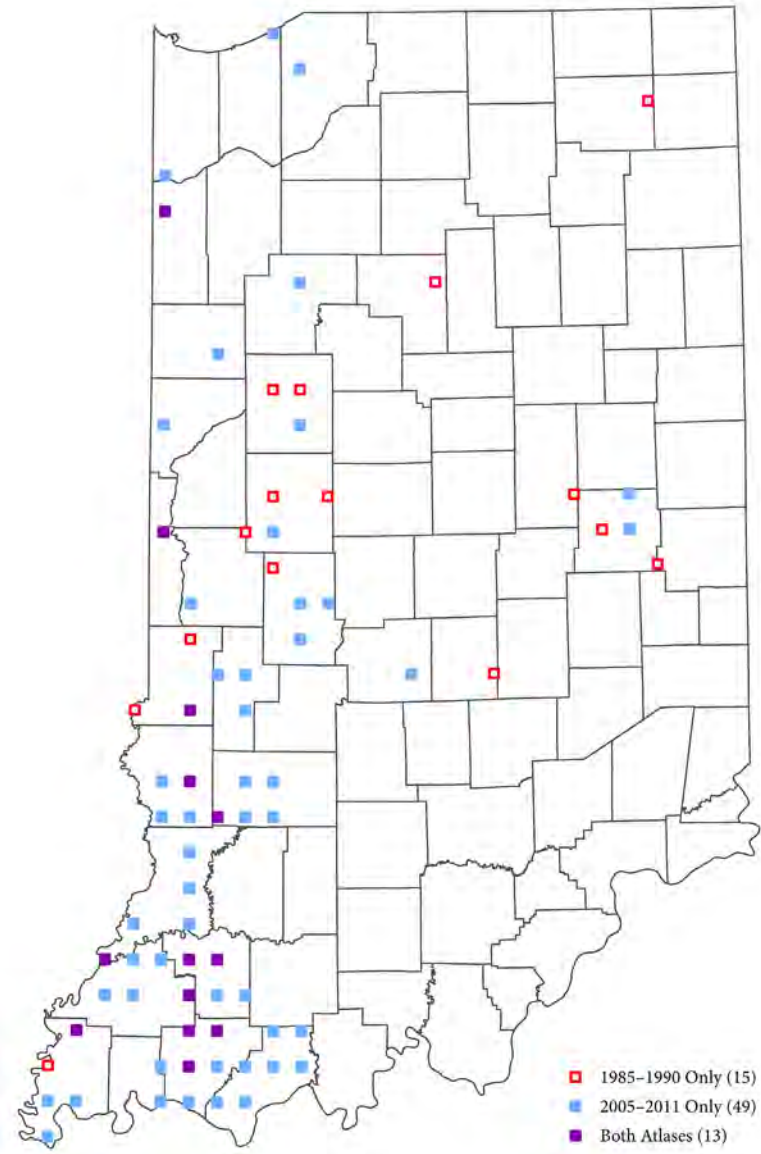 1985–1990 Only (15)
2005–2011 Only (49)
Both Atlases (13)